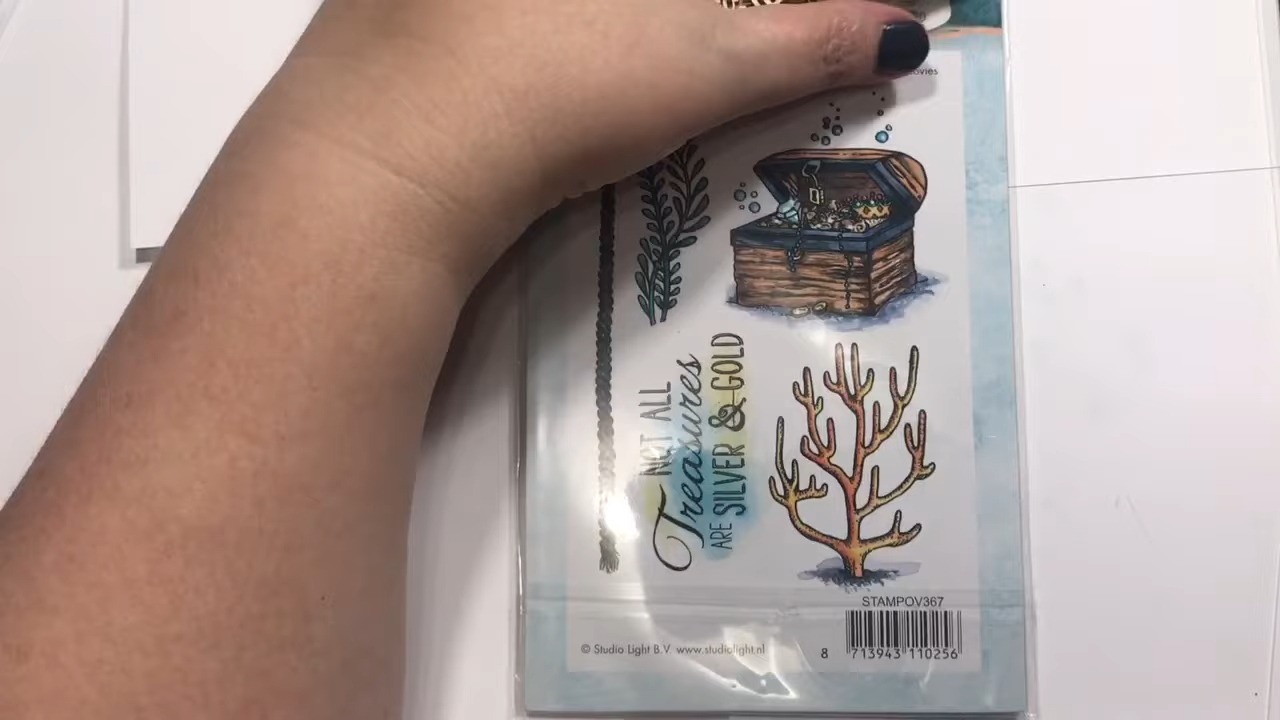 NOT ALL
Treasures
ARE SILVER & GOLD
STAMPOV367
© Studio Light B.V. www.studiolight.nl
8 713943 110256